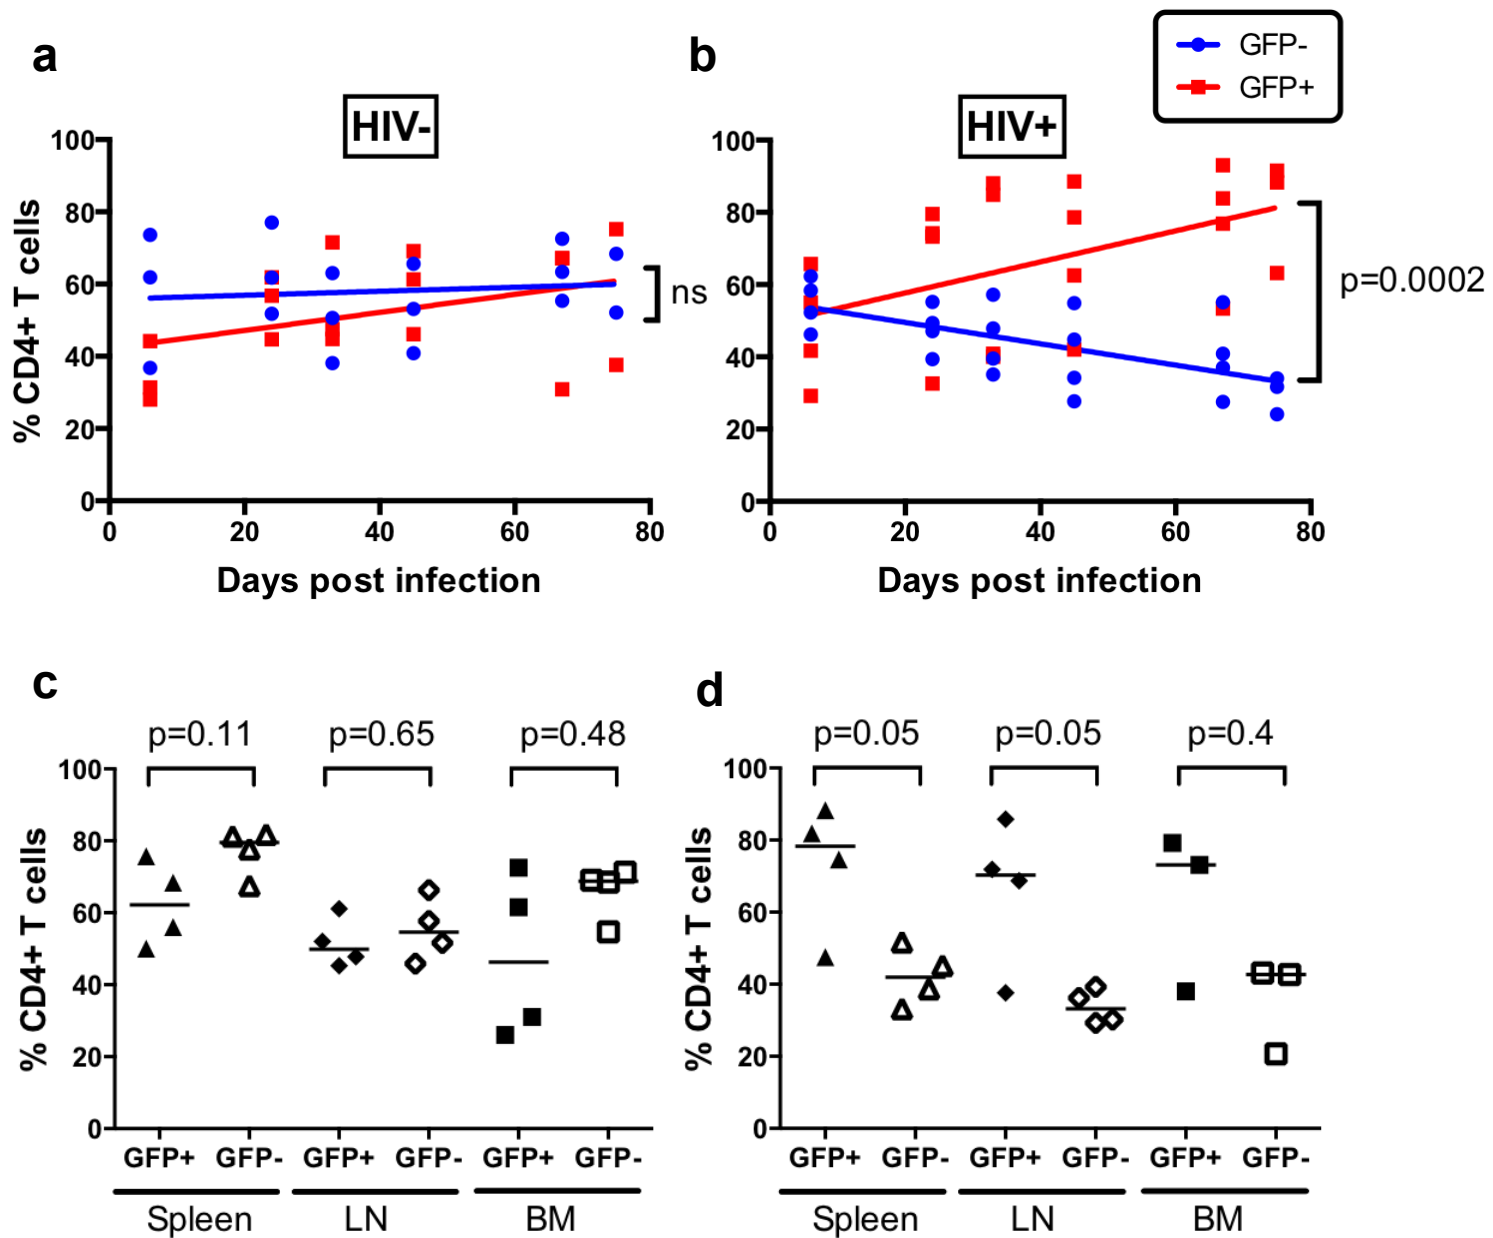 a
b
GFP-
GFP+
HIV-
HIV+
100
80
60
40
20
0
% CD4+ T cells
0 20 40 60 80
Days post infection
ns
100
80
60
40
20
0
0 20 40 60 80
Days post infection
p=0.0002
c
p=0.11 p=0.65 p=0.48
100
80
60
40
20
0
% CD4+ T cells
GFP+ GFP- GFP+ GFP- GFP+ GFP-
Spleen LN BM
d
p=0.05 p=0.05 p=0.4
100
80
60
40
20
0
% CD4+ T cells
GFP+ GFP- GFP+ GFP- GFP+ GFP-
Spleen LN BM